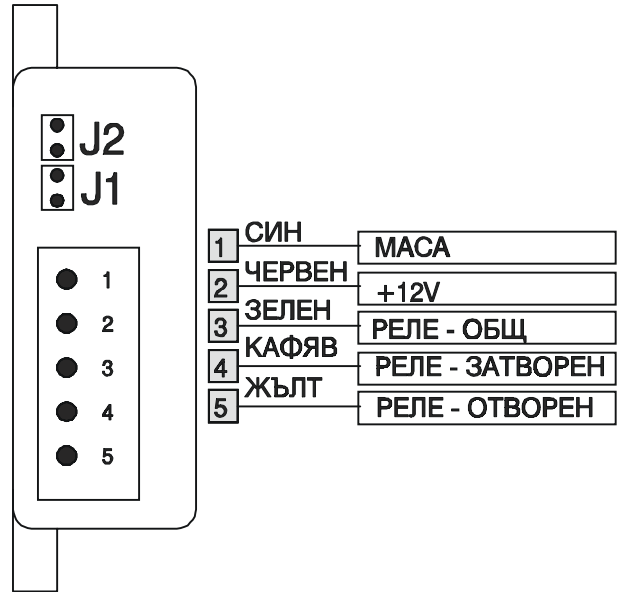 J2
J1
1
2
3
4
5
1 СИН МАСА
2 ЧЕРВЕН +12V
3 ЗЕЛЕН РЕЛЕ - ОБЩ
4 КАФЯВ РЕЛЕ - ЗАТВОРЕН
5 ЖЪЛТ РЕЛЕ - ОТВОРЕН